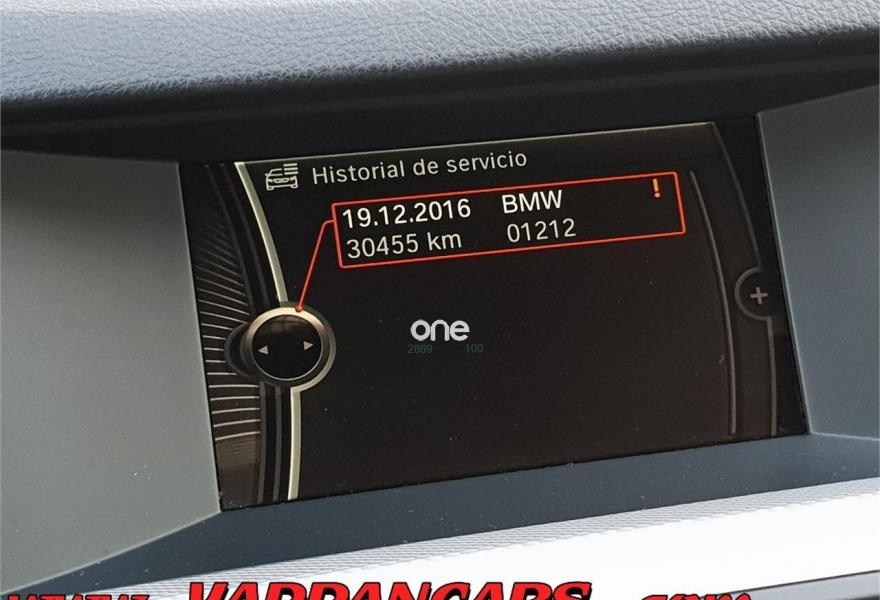 Historial de servicio
19.12.2016 BMW !
30455 km 01212
+
one
2669 100